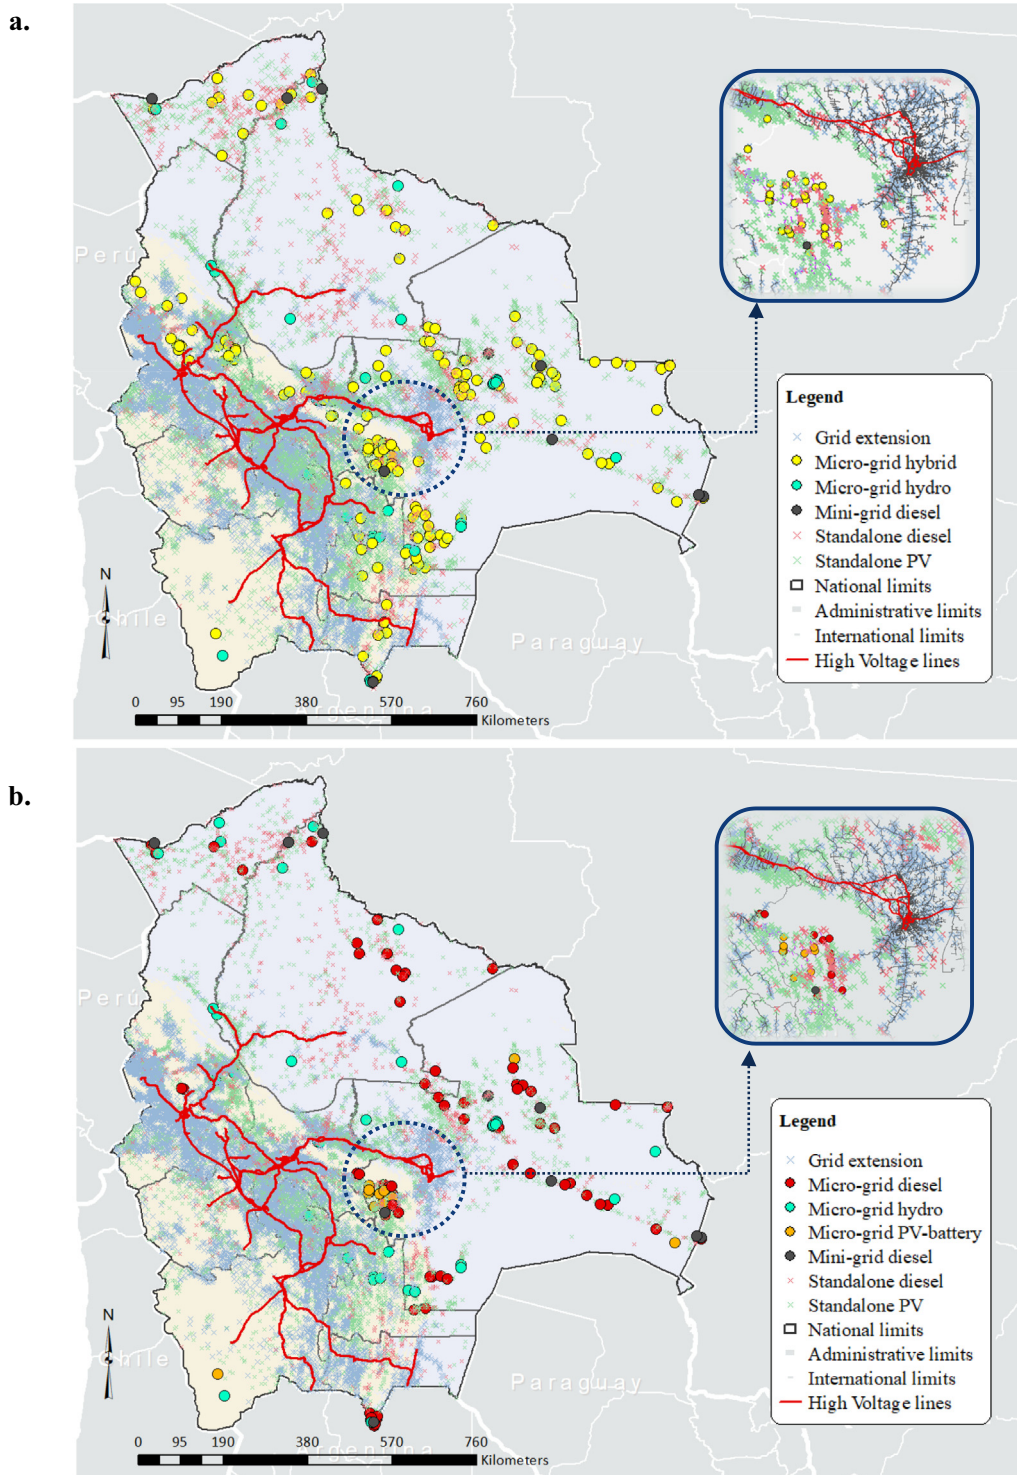 a.
Perú
Chile
Paraguay
Argentina
N
0 95 190 380 570 760
Kilometers
Legend
Grid extension
Micro-grid hybrid
Micro-grid hydro
Mini-grid diesel
Standalone diesel
Standalone PV
National limits
Administrative limits
International limits
High Voltage lines
b.
Perú
Chile
Paraguay
Argentina
N
0 95 190 380 570 760
Kilometers
Legend
Grid extension
Micro-grid diesel
Micro-grid hydro
Micro-grid PV-battery
Mini-grid diesel
Standalone diesel
Standalone PV
National limits
Administrative limits
International limits
High Voltage lines